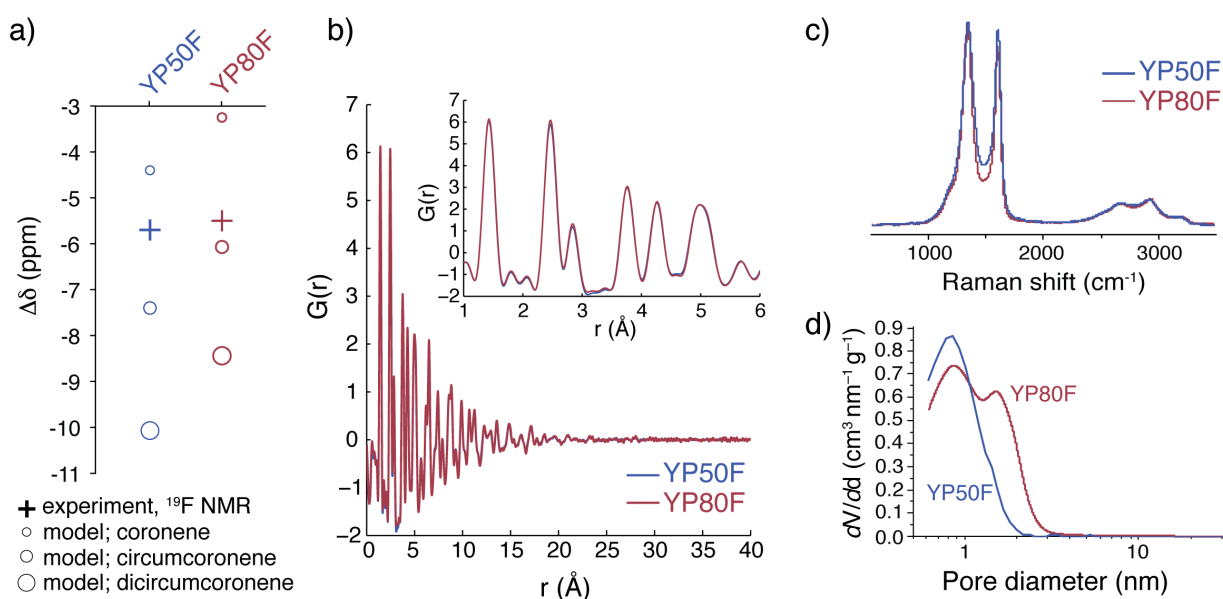 a)
YP50F
YP80F
-3
-4
-5
-6
-7
-8
-9
-10
-11
Δδ (ppm)
experiment, ¹⁹F NMR
model; coronene
model; circumcoronene
model; dicircumcoronene
b)
7
6
5
4
3
2
1
0
−1
−2
G(r)
0 5 10 15 20 25 30 35 40
r (Å)
YP50F
YP80F
7
6
5
4
3
2
1
0
−1
−2
G(r)
1 2 3 4 5 6
r (Å)
c)
YP50F
YP80F
1000 2000 3000
Raman shift (cm⁻¹)
d)
0.9
0.8
0.7
0.6
0.5
0.4
0.3
0.2
0.1
0.0
dV/dd (cm³ nm⁻¹ g⁻¹)
YP80F
YP50F
1 10
Pore diameter (nm)